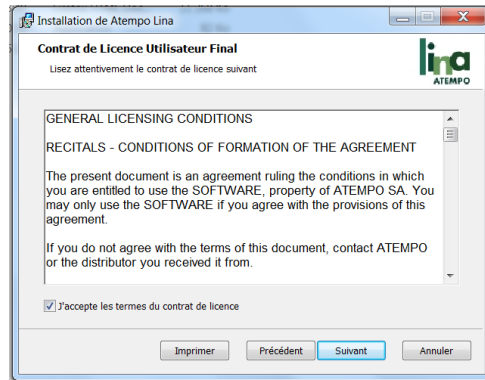 Installation de Atempo Lina
Contrat de Licence Utilisateur Final
Lisez attentivement le contrat de licence suivant
lina
ATEMPO
GENERAL LICENSING CONDITIONS
RECITALS - CONDITIONS OF FORMATION OF THE AGREEMENT
The present document is an agreement ruling the conditions in which
you are entitled to use the SOFTWARE, property of ATEMPO SA. You
may only use the SOFTWARE if you agree with the provisions of this
agreement.
If you do not agree with the terms of this document, contact ATEMPO
or the distributor you received it from.
J'accepte les termes du contrat de licence
Imprimer Précédent Suivant Annuler